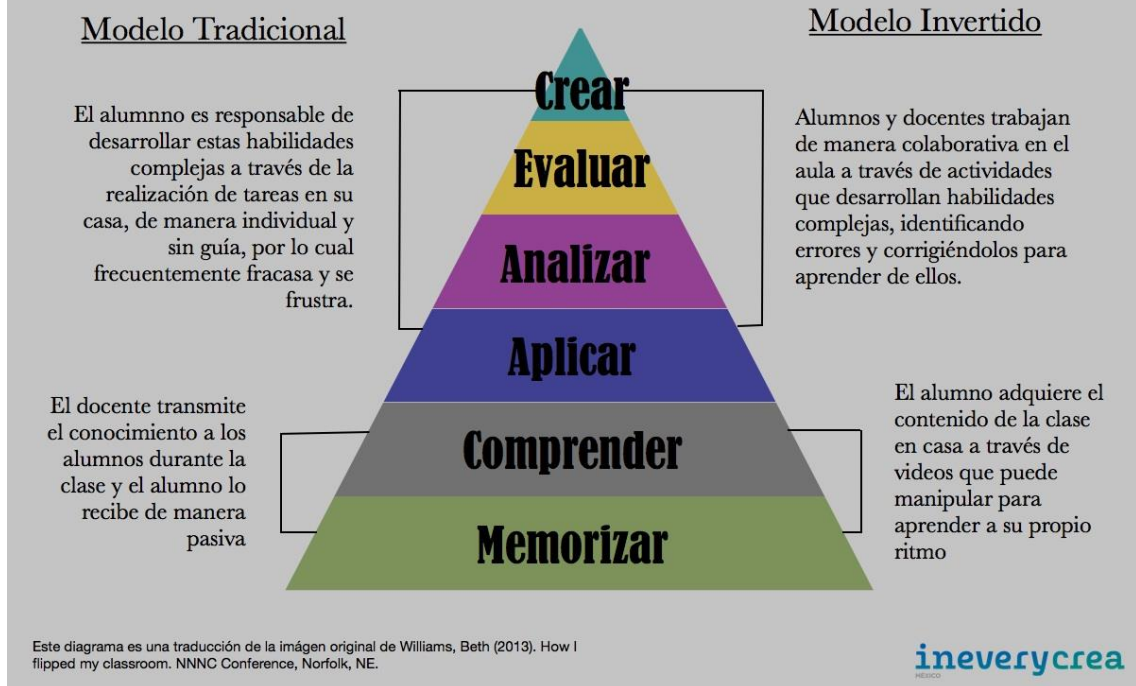 Modelo Tradicional
El alumnno es responsable de
desarrollar estas habilidades
complejas a través de la
realización de tareas en su
casa, de manera individual y
sin guía, por lo cual
frecuentemente fracasa y se
frustra.
El docente transmite
el conocimiento a los
alumnos durante la
clase y el alumno lo
recibe de manera
pasiva
Crear
Evaluar
Analizar
Aplicar
Comprender
Memorizar
Modelo Invertido
Alumnos y docentes trabajan
de manera colaborativa en el
aula a través de actividades
que desarrollan habilidades
complejas, identificando
errores y corrigiéndolos para
aprender de ellos.
El alumno adquiere el
contenido de la clase
en casa a través de
videos que puede
manipular para
aprender a su propio
ritmo
Este diagrama es una traducción de la imágen original de Williams, Beth (2013). How I
flipped my classroom. NNNC Conference, Norfolk, NE.
ineverycrea
MÉXICO